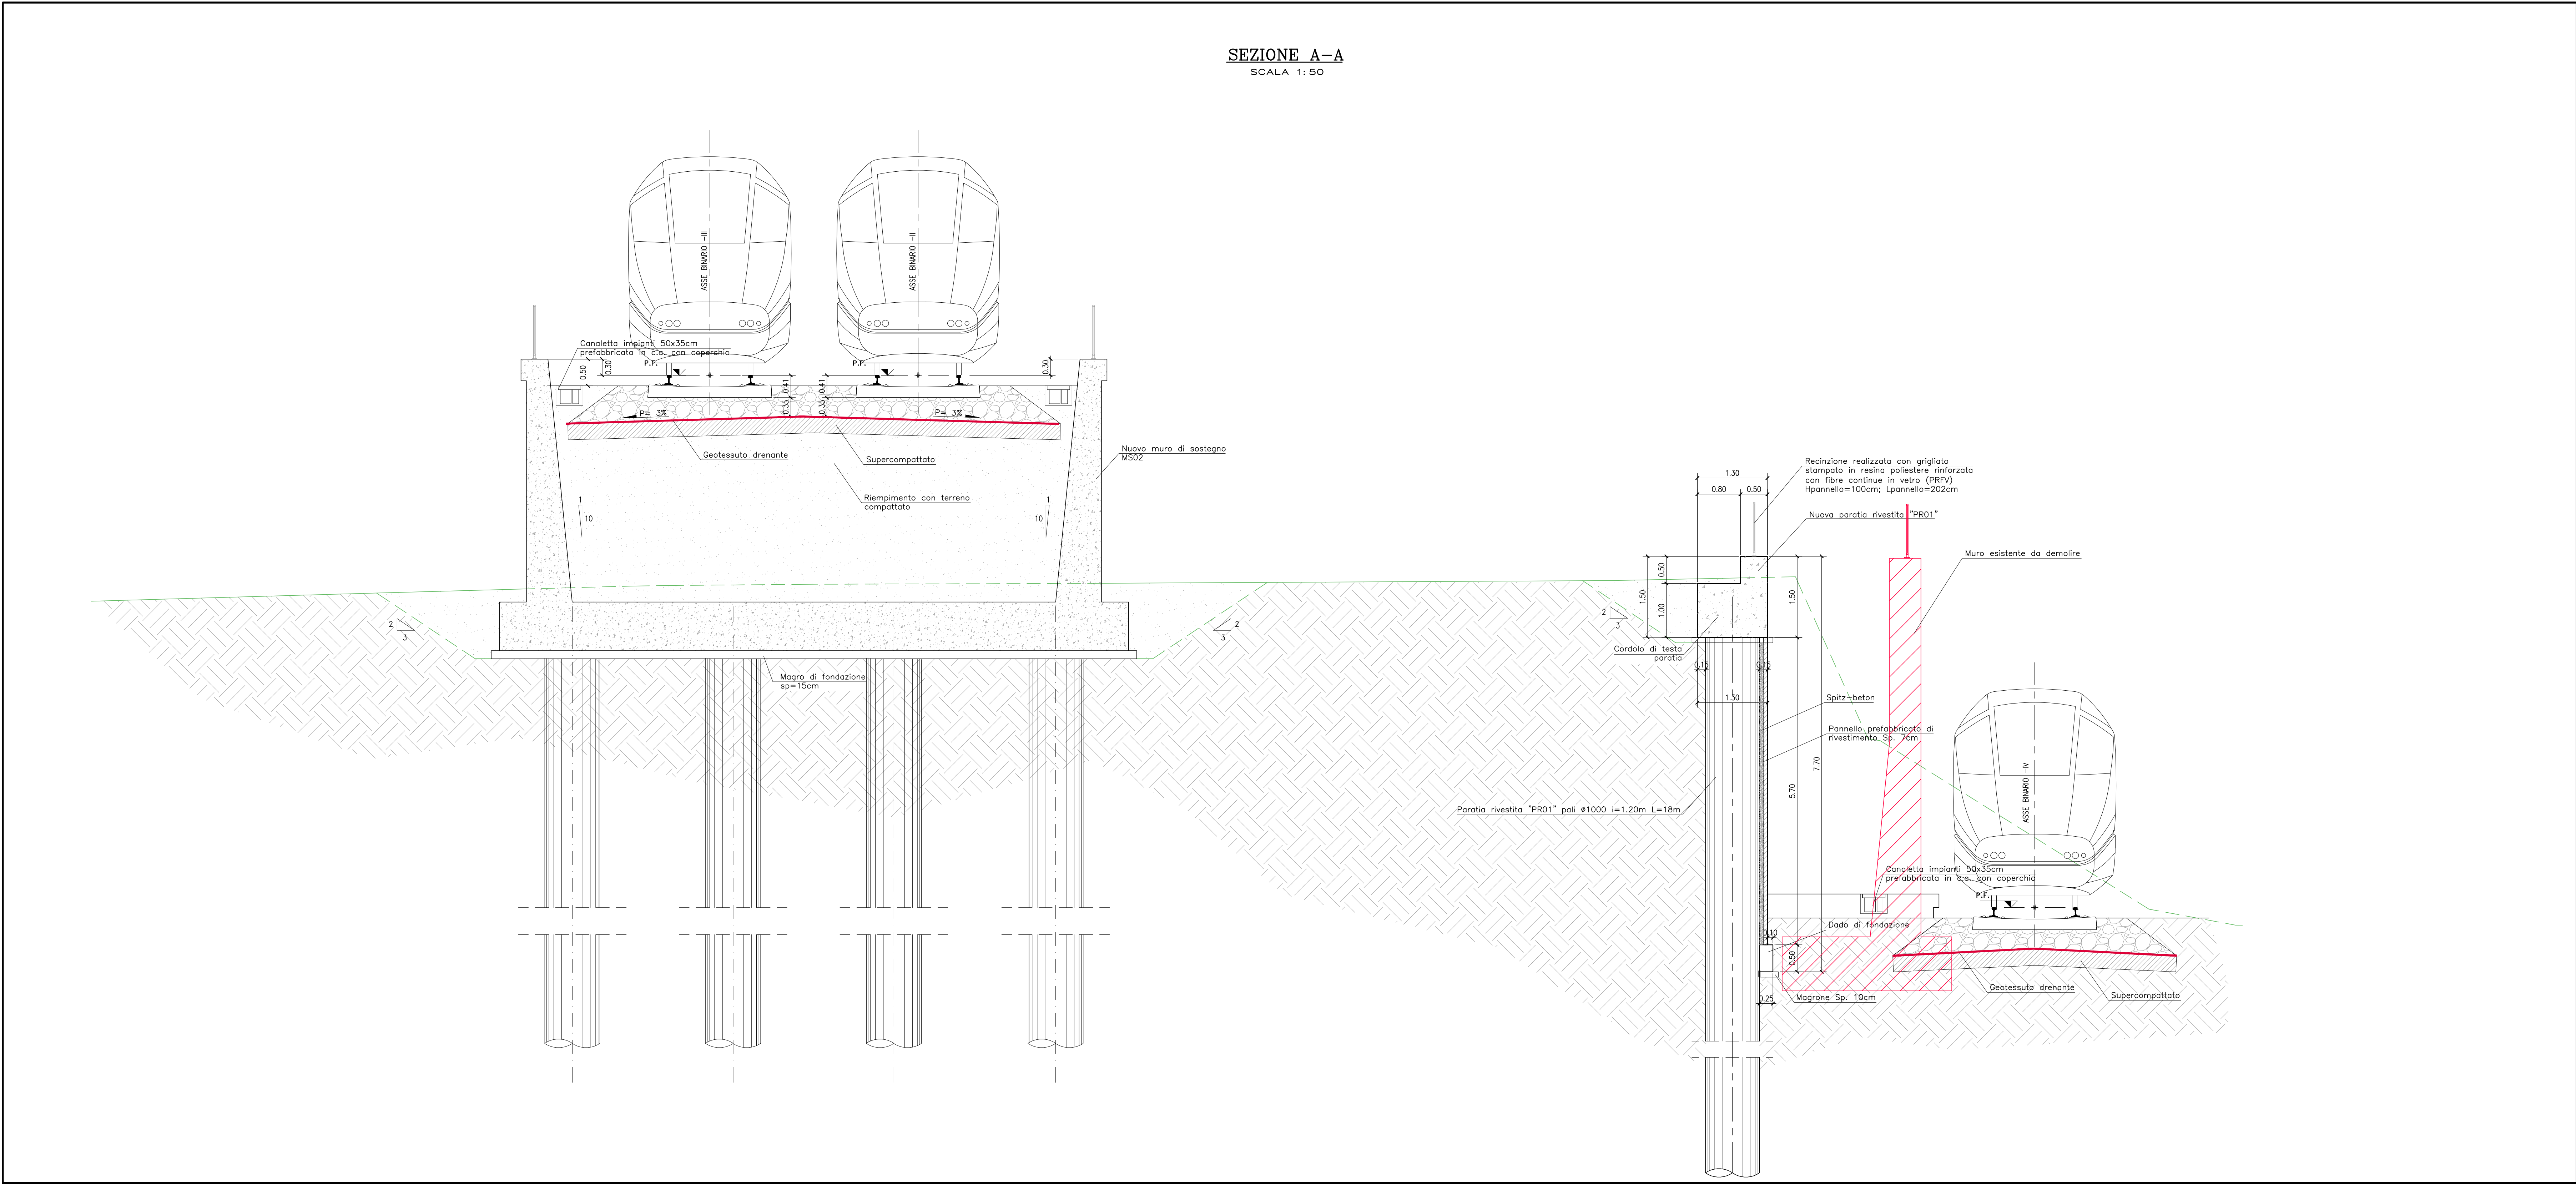 SEZIONE A-A
SCALA 1:50
ASSE BINARIO -III
ASSE BINARIO -II
Canaletta impianti 50x35cm
prefabbricata in c.a. con coperchio
P.F.
P.F.
0.50
0.30
0.41
0.35
0.41
0.35
0.30
P= 3%
P= 3%
Geotessuto drenante
Supercompattato
Riempimento con terreno
compattato
Nuovo muro di sostegno
MS02
1
10
1
10
2
3
2
3
Magro di fondazione
sp=15cm
Recinzione realizzata con grigliato
stampato in resina poliestere rinforzata
con fibre continue in vetro (PRFV)
Hpannello=100cm; Lpannello=202cm
1.30
0.80
0.50
Nuova paratia rivestita "PR01"
Muro esistente da demolire
1.50
0.50
1.00
1.50
2
3
Cordolo di testa
paratia
0.15
0.15
1.30
Spitz-beton
Pannello prefabbricato di
rivestimento Sp. 7cm
7.70
5.70
Paratia rivestita "PR01" pali ø1000 i=1.20m L=18m
ASSE BINARIO -IV
Canaletta impianti 50x35cm
prefabbricata in c.a. con coperchio
P.F.
Dado di fondazione
0.10
0.50
0.25
Magrone Sp. 10cm
Geotessuto drenante
Supercompattato